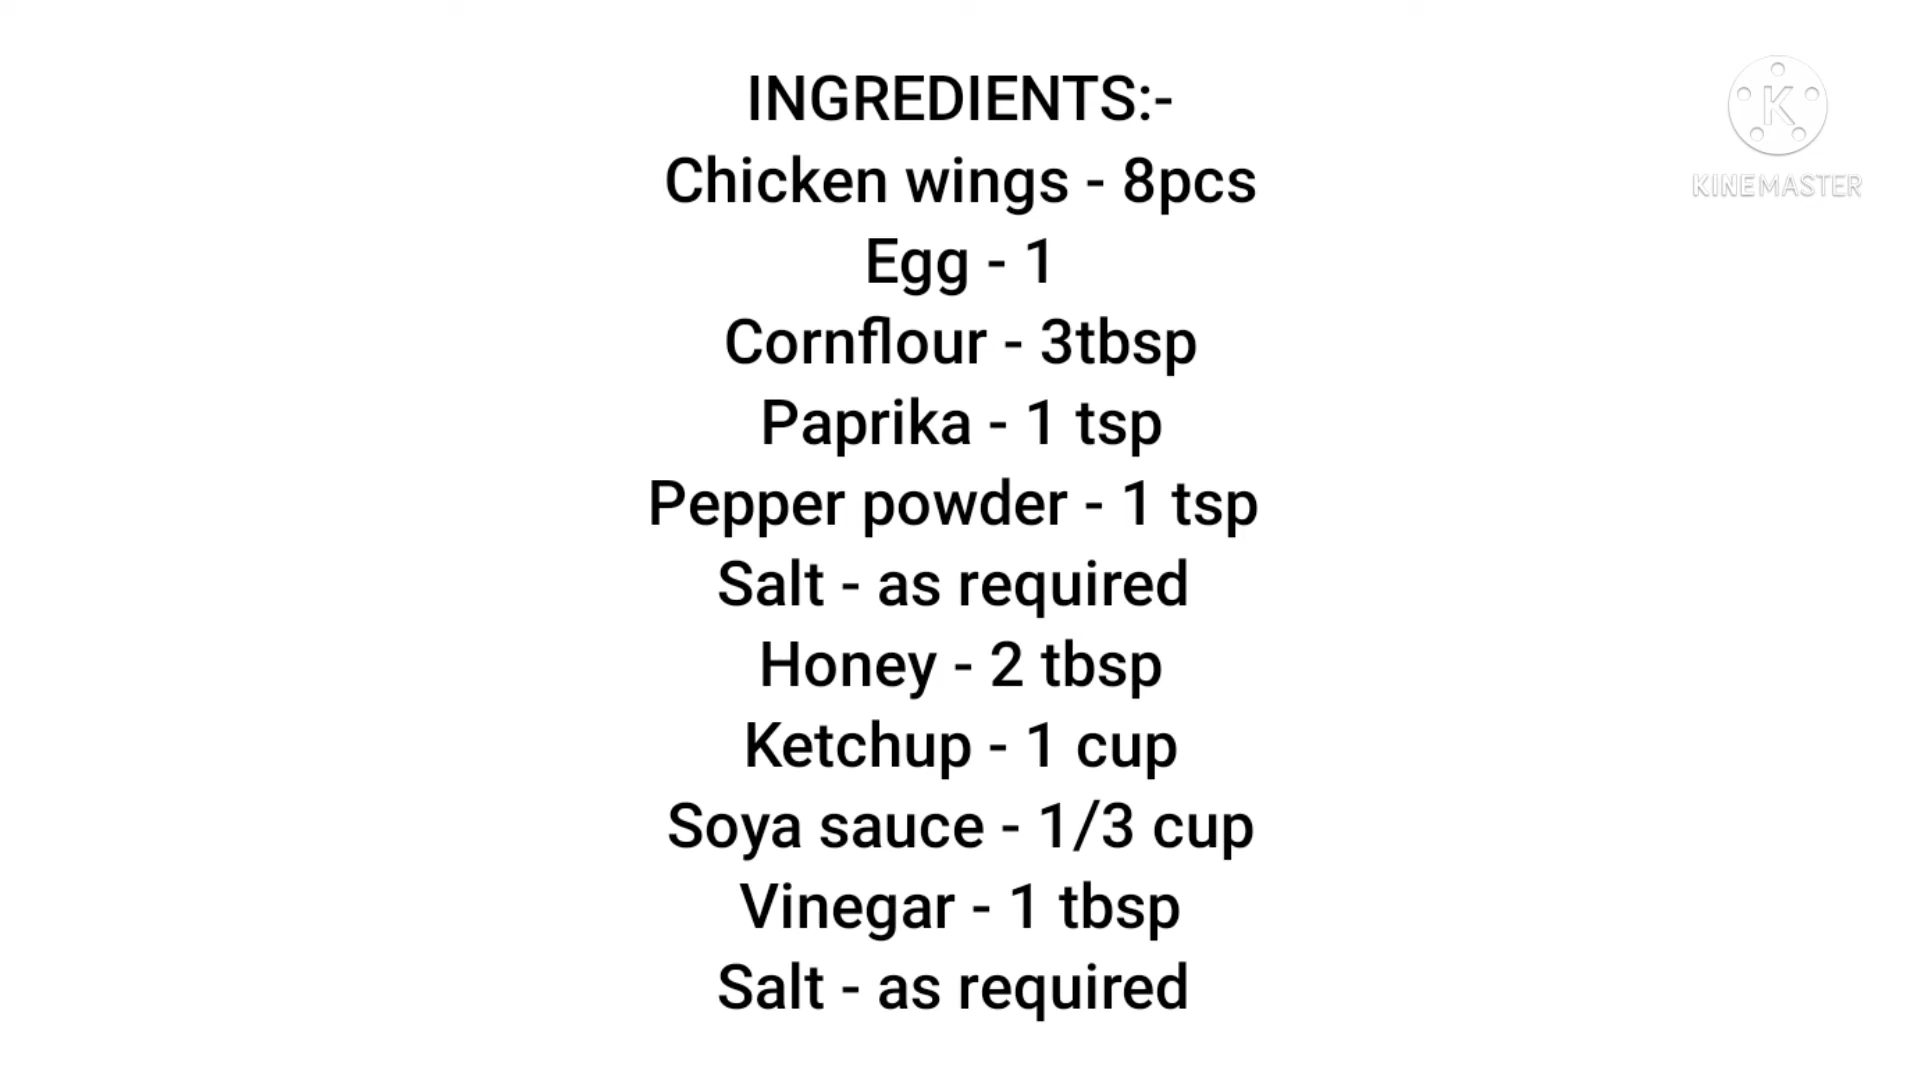 INGREDIENTS:-
Chicken wings - 8pcs
Egg - 1
Cornflour - 3tbsp
Paprika - 1 tsp
Pepper powder - 1 tsp
Salt - as required
Honey - 2 tbsp
Ketchup - 1 cup
Soya sauce - 1/3 cup
Vinegar - 1 tbsp
Salt - as required
K
KINEMASTER